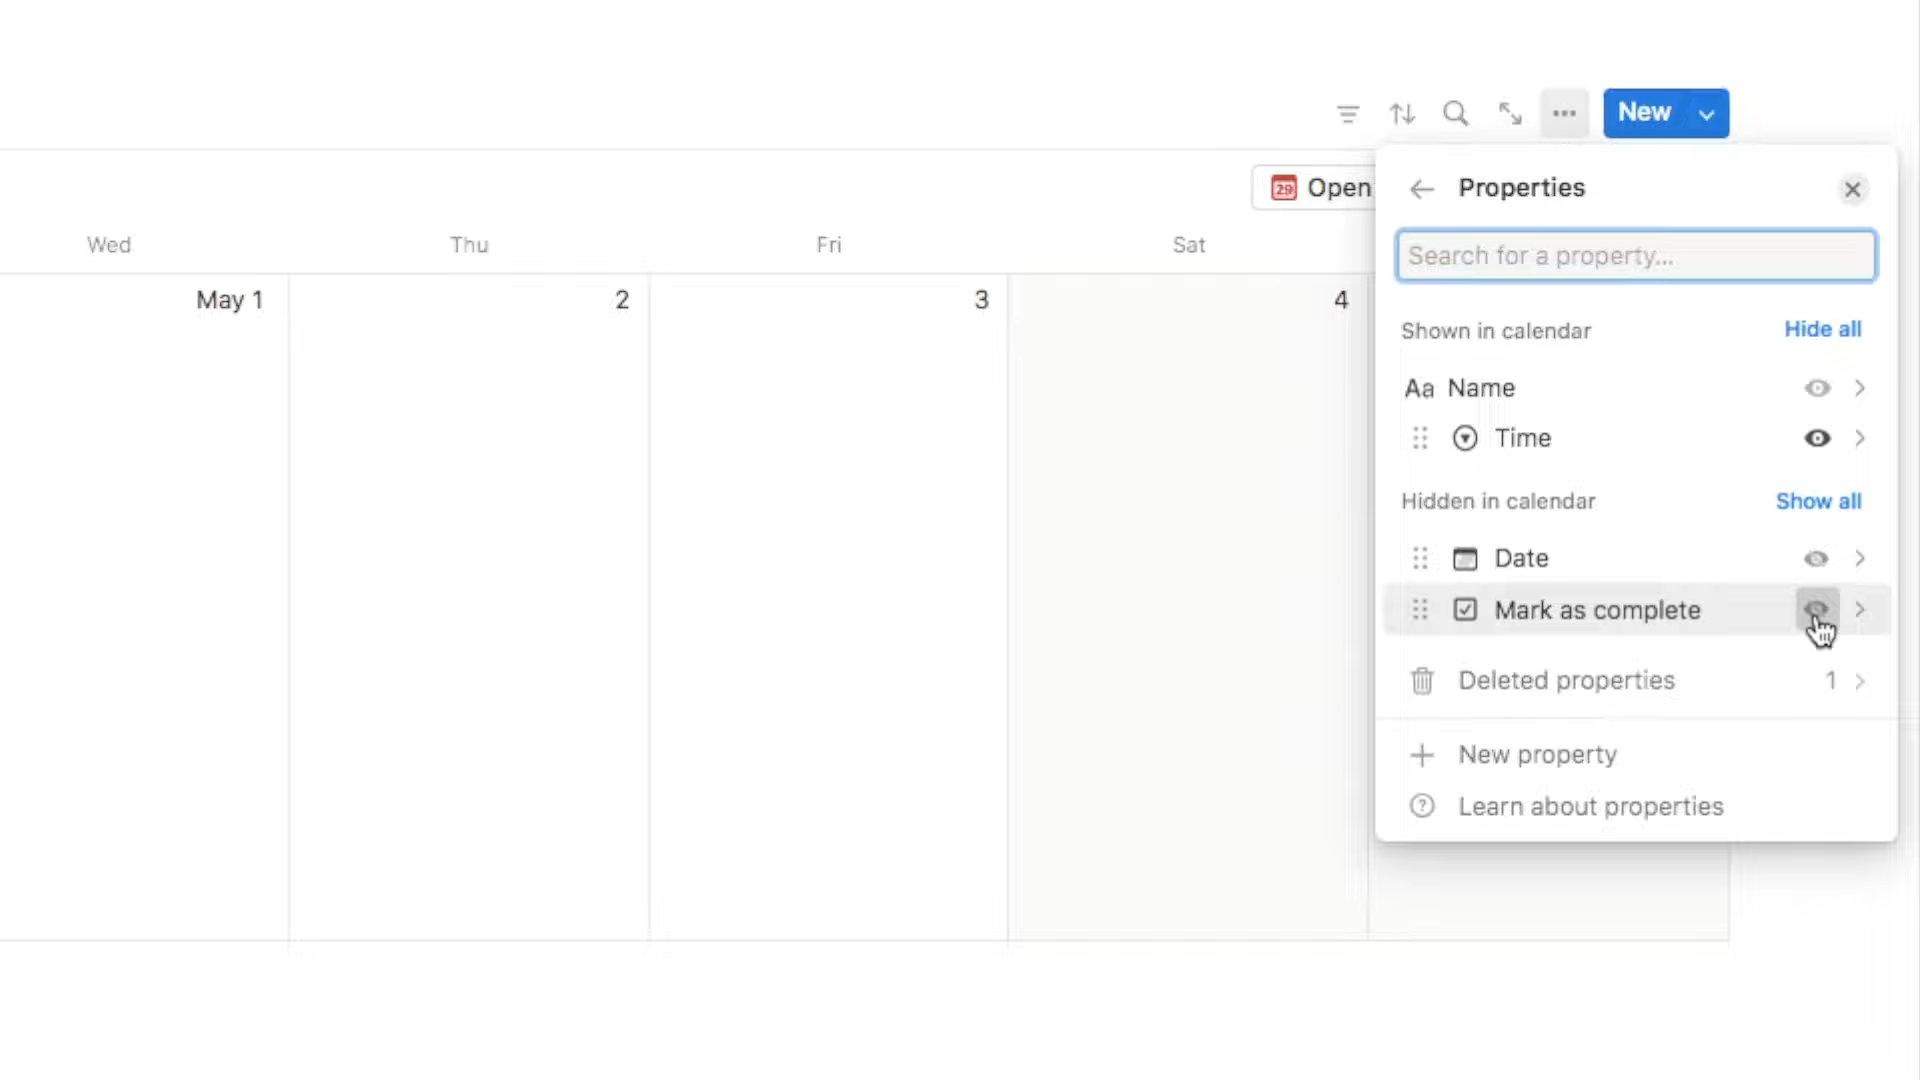 New
Open
29
Properties
Search for a property...
Wed Thu Fri Sat
May 1 2 3 4
Shown in calendar Hide all
Aa Name
Time
Hidden in calendar Show all
Date
Mark as complete
Deleted properties 1
New property
Learn about properties